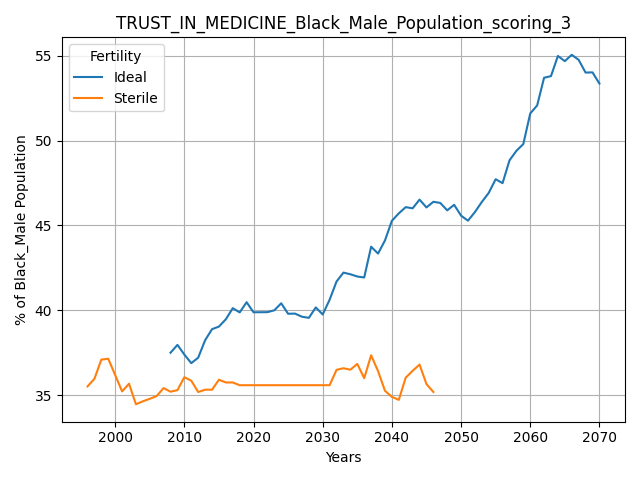 TRUST_IN_MEDICINE_Black_Male_Population_scoring_3
Fertility
Ideal
Sterile
% of Black_Male Population
55
50
45
40
35
2000 2010 2020 2030 2040 2050 2060 2070
Years